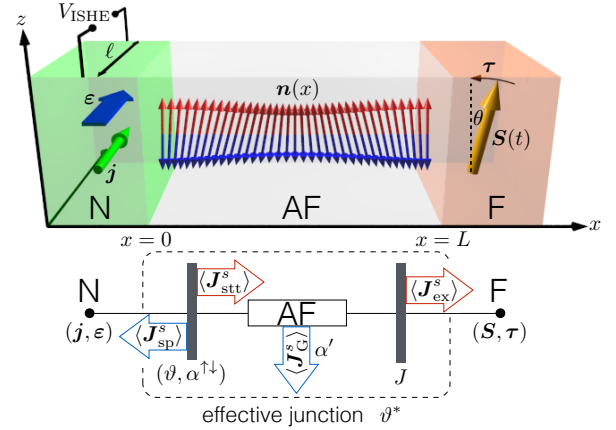 z
V_ISHE
ℓ
ε
j
n(x)
τ
θ
S(t)
N
AF
F
x
x = 0
x = L
N
⟨J^s_stt⟩
⟨J^s_ex⟩
F
AF
(j, ε)
⟨J^s_sp⟩
⟨J^s_G⟩
α′
(S, τ)
(ϑ, α^↑↓)
J
effective junction ϑ*